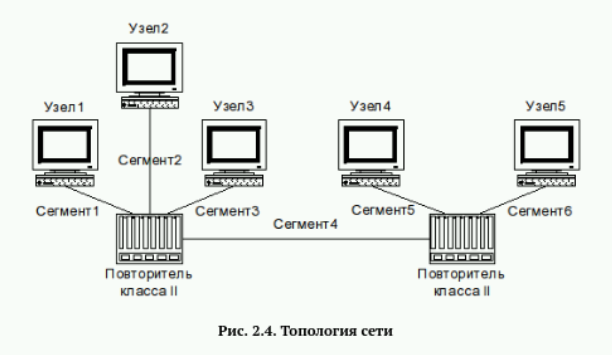 Узел2
Узел1
Узел3
Узел4
Узел5
Сегмент2
Сегмент1
Сегмент3
Сегмент5
Сегмент6
Сегмент4
Повторитель
класса II
Повторитель
класса II
Рис. 2.4. Топология сети